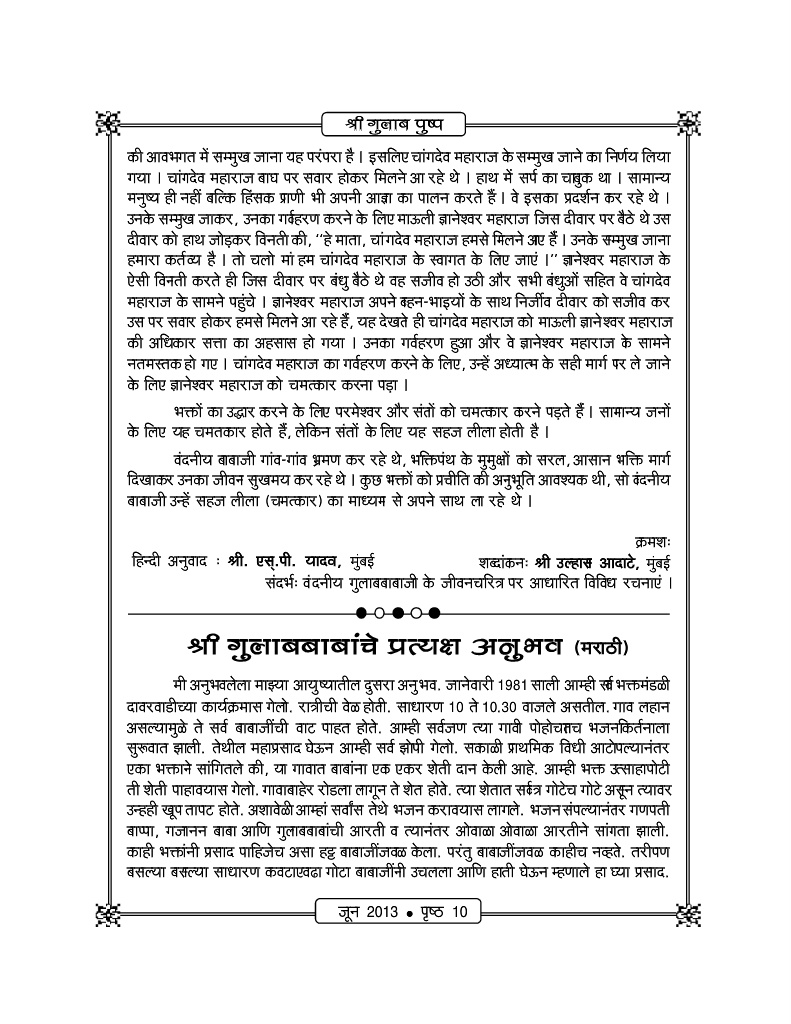 श्री गुलाब पुष्प
की आवभगत में सम्मुख जाना यह परंपरा है । इसलिए चांगदेव महाराज के सम्मुख जाने का निर्णय लिया
गया । चांगदेव महाराज बाघ पर सवार होकर मिलने आ रहे थे । हाथ में सर्प का चाबुक था । सामान्य
मनुष्य ही नहीं बल्कि हिंसक प्राणी भी अपनी आज्ञा का पालन करते हैं । वे इसका प्रदर्शन कर रहे थे ।
उनके सम्मुख जाकर, उनका गर्वहरण करने के लिए माऊली ज्ञानेश्वर महाराज जिस दीवार पर बैठे थे उस
दीवार को हाथ जोड़कर विनती की, ‘‘हे माता, चांगदेव महाराज हमसे मिलने आए हैं । उनके सम्मुख जाना
हमारा कर्तव्य है । तो चलो मां हम चांगदेव महाराज के स्वागत के लिए जाएं ।’’ ज्ञानेश्वर महाराज के
ऐसी विनती करते ही जिस दीवार पर बंधु बैठे थे वह सजीव हो उठी और सभी बंधुओं सहित वे चांगदेव
महाराज के सामने पहुंचे । ज्ञानेश्वर महाराज अपने बहन-भाइयों के साथ निर्जीव दीवार को सजीव कर
उस पर सवार होकर हमसे मिलने आ रहे हैं, यह देखते ही चांगदेव महाराज को माऊली ज्ञानेश्वर महाराज
की अधिकार सत्ता का अहसास हो गया । उनका गर्वहरण हुआ और वे ज्ञानेश्वर महाराज के सामने
नतमस्तक हो गए । चांगदेव महाराज का गर्वहरण करने के लिए, उन्हें अध्यात्म के सही मार्ग पर ले जाने
के लिए ज्ञानेश्वर महाराज को चमत्कार करना पड़ा ।
भक्तों का उद्धार करने के लिए परमेश्वर और संतों को चमत्कार करने पड़ते हैं । सामान्य जनों
के लिए यह चमतकार होते हैं, लेकिन संतों के लिए यह सहज लीला होती है ।
वंदनीय बाबाजी गांव-गांव भ्रमण कर रहे थे, भक्तिपंथ के मुमुक्षों को सरल, आसान भक्ति मार्ग
दिखाकर उनका जीवन सुखमय कर रहे थे । कुछ भक्तों को प्रचीति की अनुभूति आवश्यक थी, सो वंदनीय
बाबाजी उन्हें सहज लीला (चमत्कार) का माध्यम से अपने साथ ला रहे थे ।
क्रमशः
हिन्दी अनुवाद : श्री. एस्.पी. यादव, मुंबई शब्दांकनः श्री उल्हास आदाटे, मुंबई
संदर्भः वंदनीय गुलाबबाबाजी के जीवनचरित्र पर आधारित विविध रचनाएं ।
श्री गुलाबबाबांचे प्रत्यक्ष अनुभव (मराठी)
मी अनुभवलेला माझ्या आयुष्यातील दुसरा अनुभव. जानेवारी 1981 साली आम्ही सर्व भक्तमंडळी
दावरवाडीच्या कार्यक्रमास गेलो. रात्रीची वेळ होती. साधारण 10 ते 10.30 वाजले असतील. गाव लहान
असल्यामुळे ते सर्व बाबाजींची वाट पाहत होते. आम्ही सर्वजण त्या गावी पोहोचताच भजनकिर्तनाला
सुरूवात झाली. तेथील महाप्रसाद घेऊन आम्ही सर्व झोपी गेलो. सकाळी प्राथमिक विधी आटोपल्यानंतर
एका भक्ताने सांगितले की, या गावात बाबांना एक एकर शेती दान केली आहे. आम्ही भक्त उत्साहापोटी
ती शेती पाहावयास गेलो. गावाबाहेर रोडला लागून ते शेत होते. त्या शेतात सर्वत्र गोटेच गोटे असून त्यावर
उन्हही खूप तापट होते. अशावेळी आम्हां सर्वांस तेथे भजन करावयास लागले. भजन संपल्यानंतर गणपती
बाप्पा, गजानन बाबा आणि गुलाबबाबांची आरती व त्यानंतर ओवाळा ओवाळा आरतीने सांगता झाली.
काही भक्तांनी प्रसाद पाहिजेच असा हट्ट बाबाजींजवळ केला. परंतु बाबाजींजवळ काहीच नव्हते. तरीपण
बसल्या बसल्या साधारण कवटाएवढा गोटा बाबाजींनी उचलला आणि हाती घेऊन म्हणाले हा घ्या प्रसाद.
जून 2013 ● पृष्ठ 10